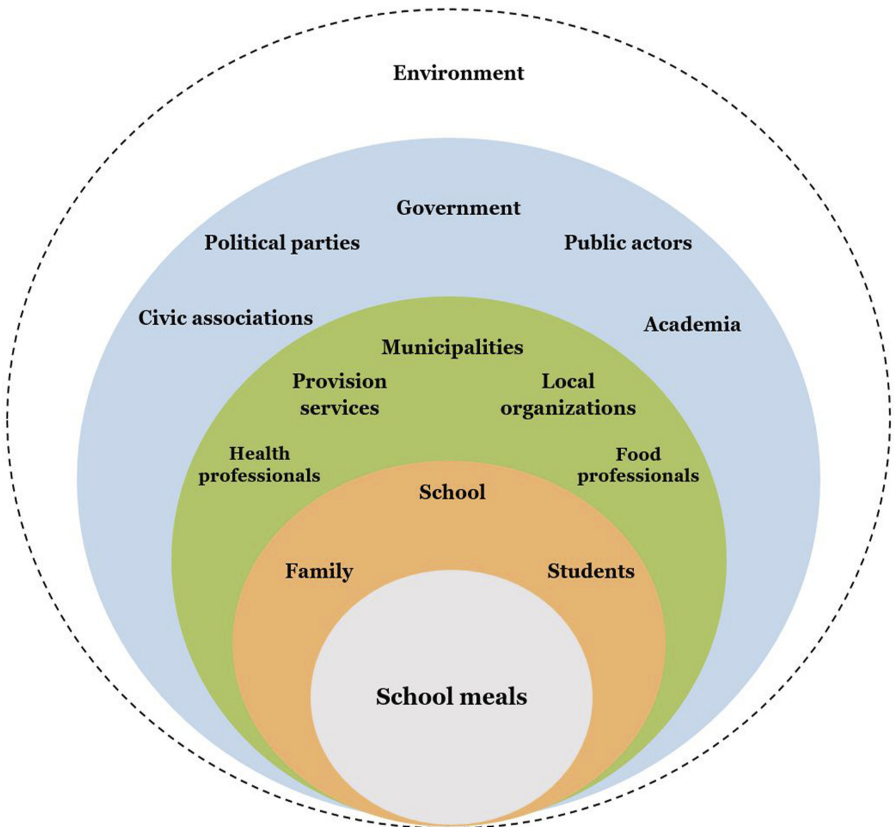 Environment
Government
Political parties
Public actors
Civic associations
Academia
Municipalities
Provision
services
Local
organizations
Health
professionals
Food
professionals
School
Family
Students
School meals